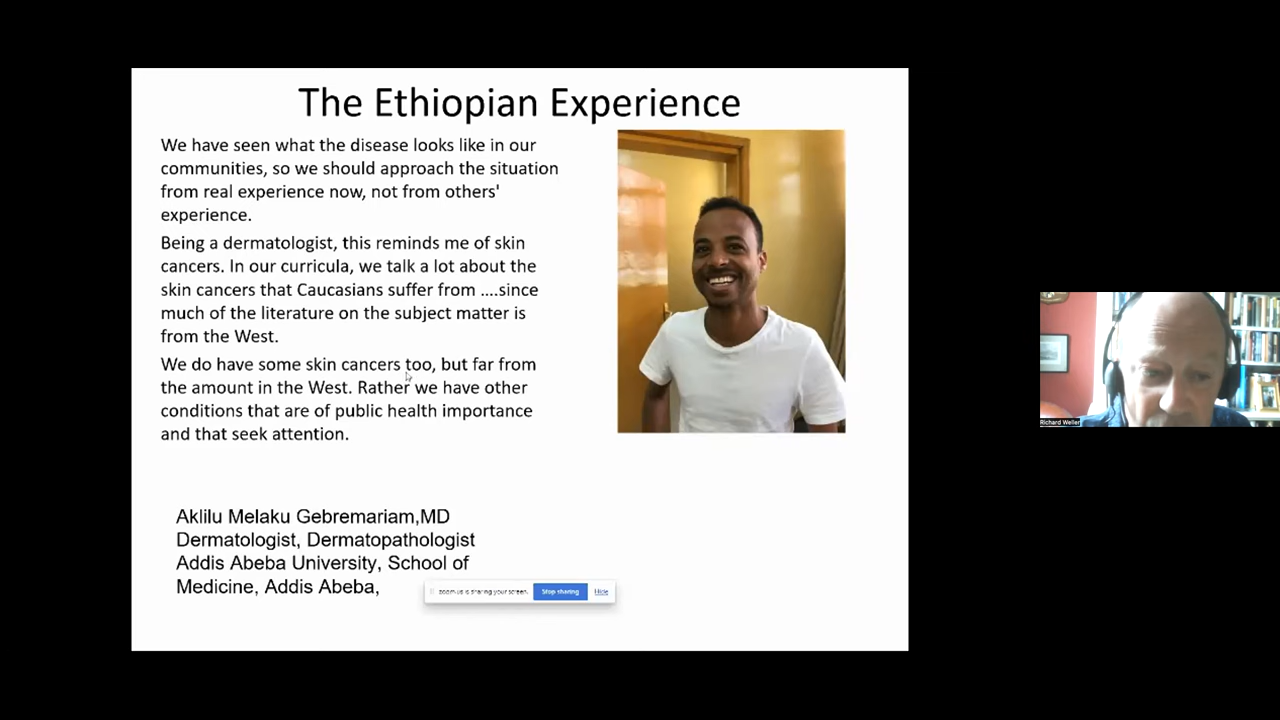 The Ethiopian Experience
We have seen what the disease looks like in our
communities, so we should approach the situation
from real experience now, not from others'
experience.
Being a dermatologist, this reminds me of skin
cancers. In our curricula, we talk a lot about the
skin cancers that Caucasians suffer from ....since
much of the literature on the subject matter is
from the West.
We do have some skin cancers too, but far from
the amount in the West. Rather we have other
conditions that are of public health importance
and that seek attention.
Aklilu Melaku Gebremariam,MD
Dermatologist, Dermatopathologist
Addis Abeba University, School of
Medicine, Addis Abeba,
zoom.us is sharing your screen.
Stop sharing
Hide
Richard Weller